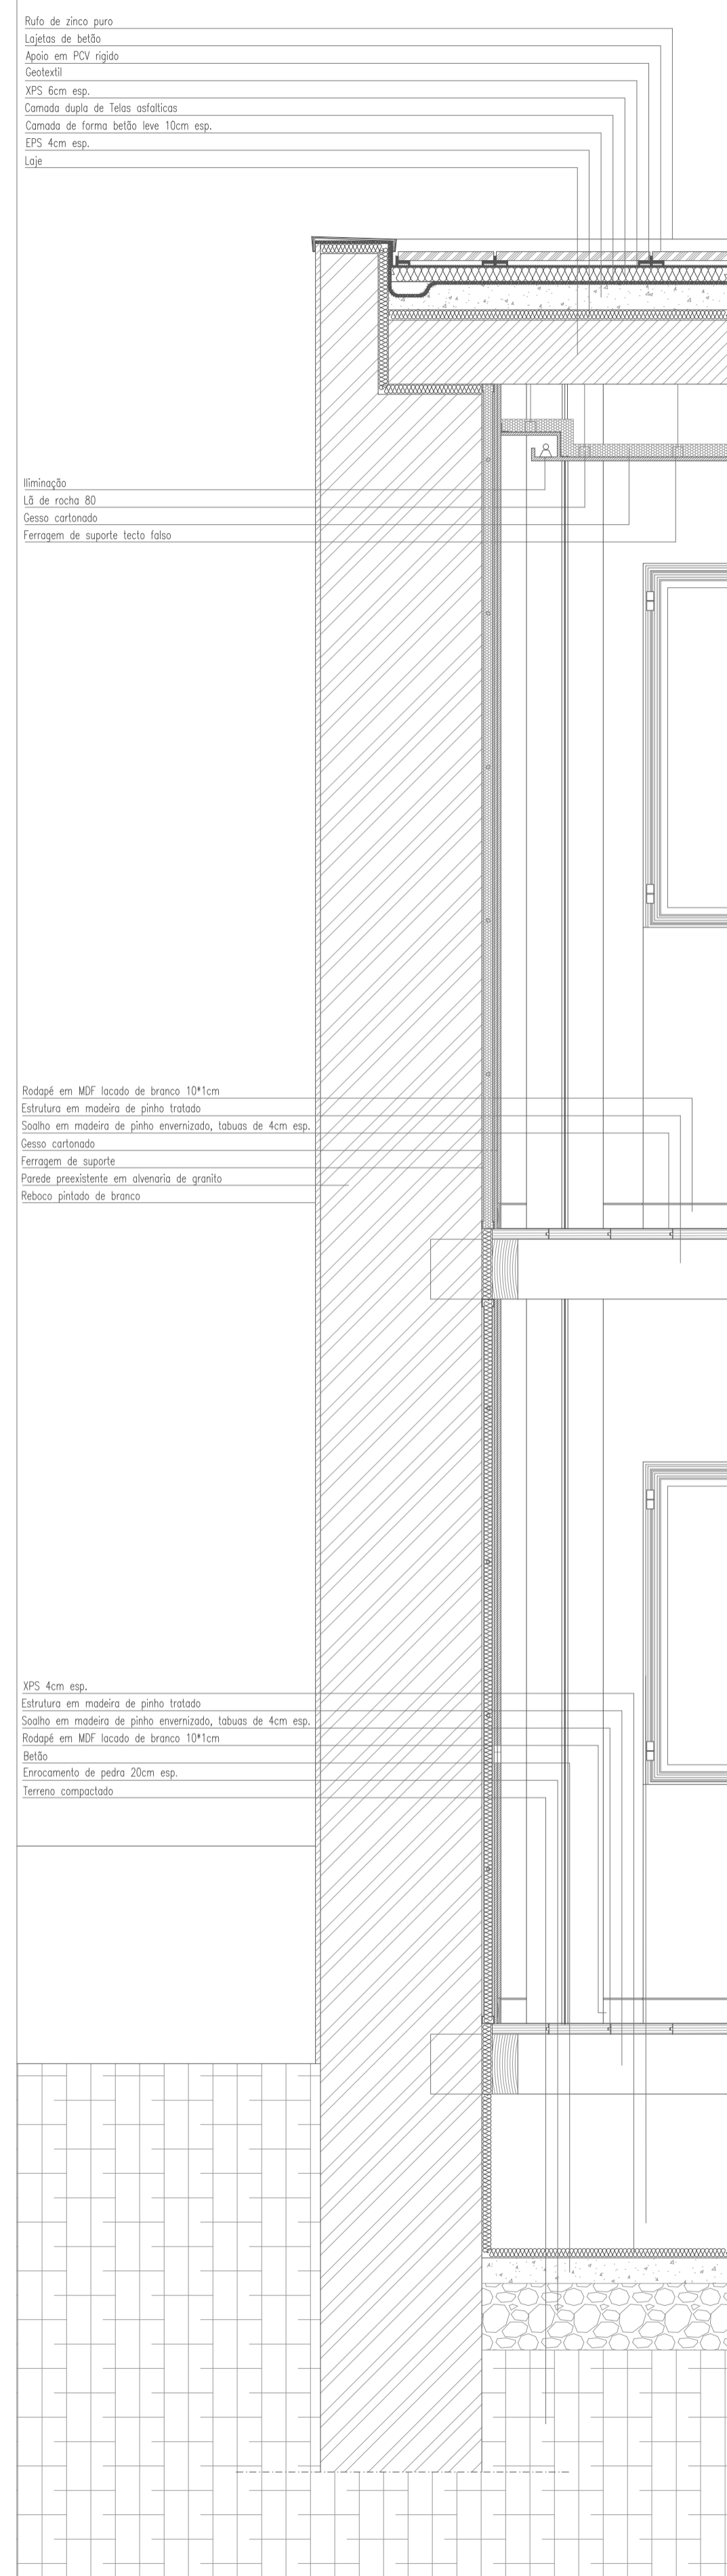 Rufo de zinco puro
Lajetas de betão
Apoio em PCV rigido
Geotextil
XPS 6cm esp.
Camada dupla de Telas asfalticas
Camada de forma betão leve 10cm esp.
EPS 4cm esp.
Laje
Iliminação
Lã de rocha 80
Gesso cartonado
Ferragem de suporte tecto falso
Rodapé em MDF lacado de branco 10*1cm
Estrutura em madeira de pinho tratado
Soalho em madeira de pinho envernizado, tabuas de 4cm esp.
Gesso cartonado
Ferragem de suporte
Parede preexistente em alvenaria de granito
Reboco pintado de branco
XPS 4cm esp.
Estrutura em madeira de pinho tratado
Soalho em madeira de pinho envernizado, tabuas de 4cm esp.
Rodapé em MDF lacado de branco 10*1cm
Betão
Enrocamento de pedra 20cm esp.
Terreno compactado